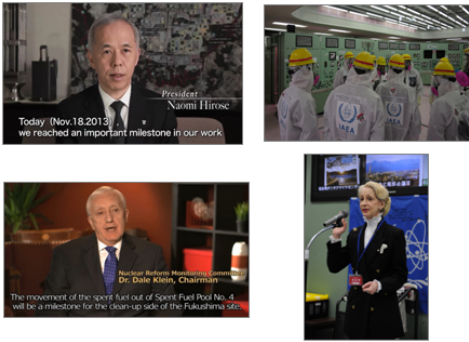 President
Naomi Hirose
Today (Nov.18.2013)
we reached an important milestone in our work
IAEA
IAEA
Nuclear Reform Monitoring Committee
Dr. Dale Klein, Chairman
The movement of the spent fuel out of Spent Fuel Pool No. 4
will be a milestone for the clean-up side of the Fukushima site.